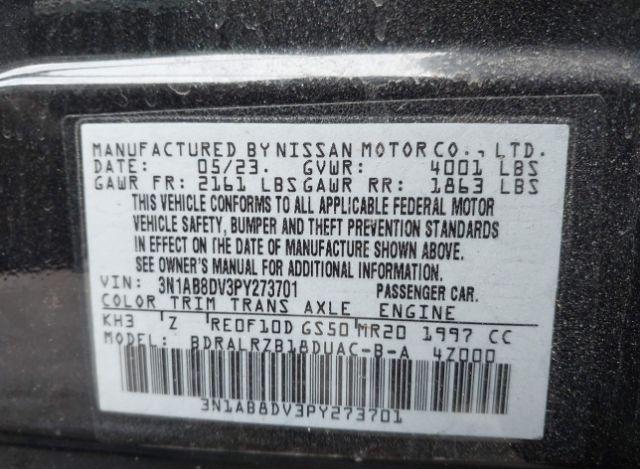 MANUFACTURED BY NISSAN MOTOR CO., LTD.
DATE: 05/23. GVWR: 4001 LBS
GAWR FR: 2161 LBS GAWR RR: 1863 LBS
THIS VEHICLE CONFORMS TO ALL APPLICABLE FEDERAL MOTOR
VEHICLE SAFETY, BUMPER AND THEFT PREVENTION STANDARDS
IN EFFECT ON THE DATE OF MANUFACTURE SHOWN ABOVE.
SEE OWNER'S MANUAL FOR ADDITIONAL INFORMATION.
VIN: 3N1AB8DV3PY273701 PASSENGER CAR.
COLOR TRIM TRANS AXLE ENGINE
KH3 Z RE0F10D GS50 MR20 1997 CC
MODEL: BDRALRZB18DUAC-B-A 4Z000
3N1AB8DV3PY273701